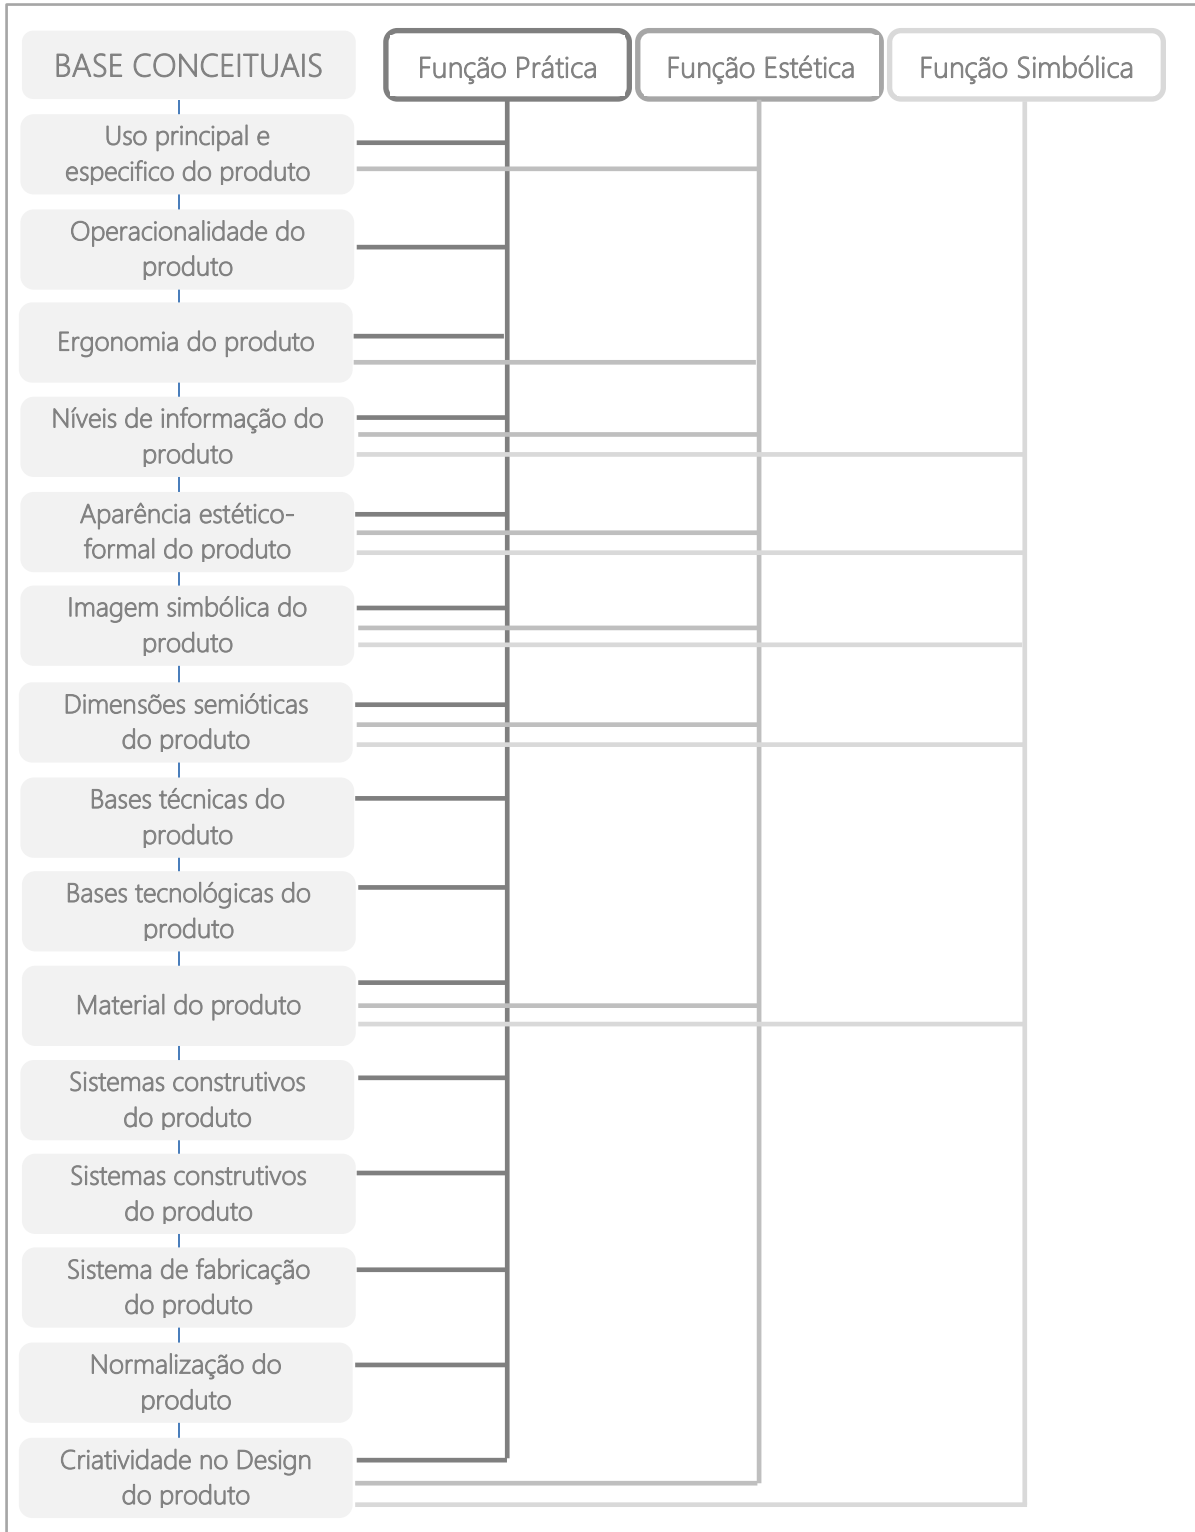 BASE CONCEITUAIS
Função Prática
Função Estética
Função Simbólica
Uso principal e
especifico do produto
Operacionalidade do
produto
Ergonomia do produto
Níveis de informação do
produto
Aparência estético-
formal do produto
Imagem simbólica do
produto
Dimensões semióticas
do produto
Bases técnicas do
produto
Bases tecnológicas do
produto
Material do produto
Sistemas construtivos
do produto
Sistemas construtivos
do produto
Sistema de fabricação
do produto
Normalização do
produto
Criatividade no Design
do produto